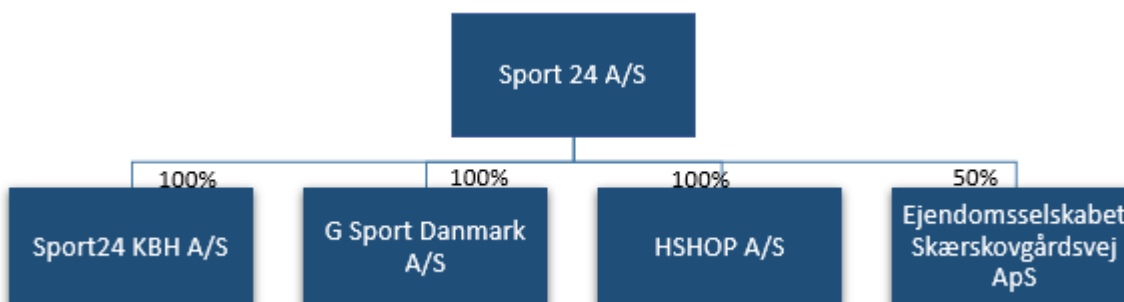 Sport 24 A/S
100%
100%
100%
50%
Sport24 KBH A/S
G Sport Danmark
A/S
HSHOP A/S
Ejendomsselskabet
Skærskovgårdsvej
ApS